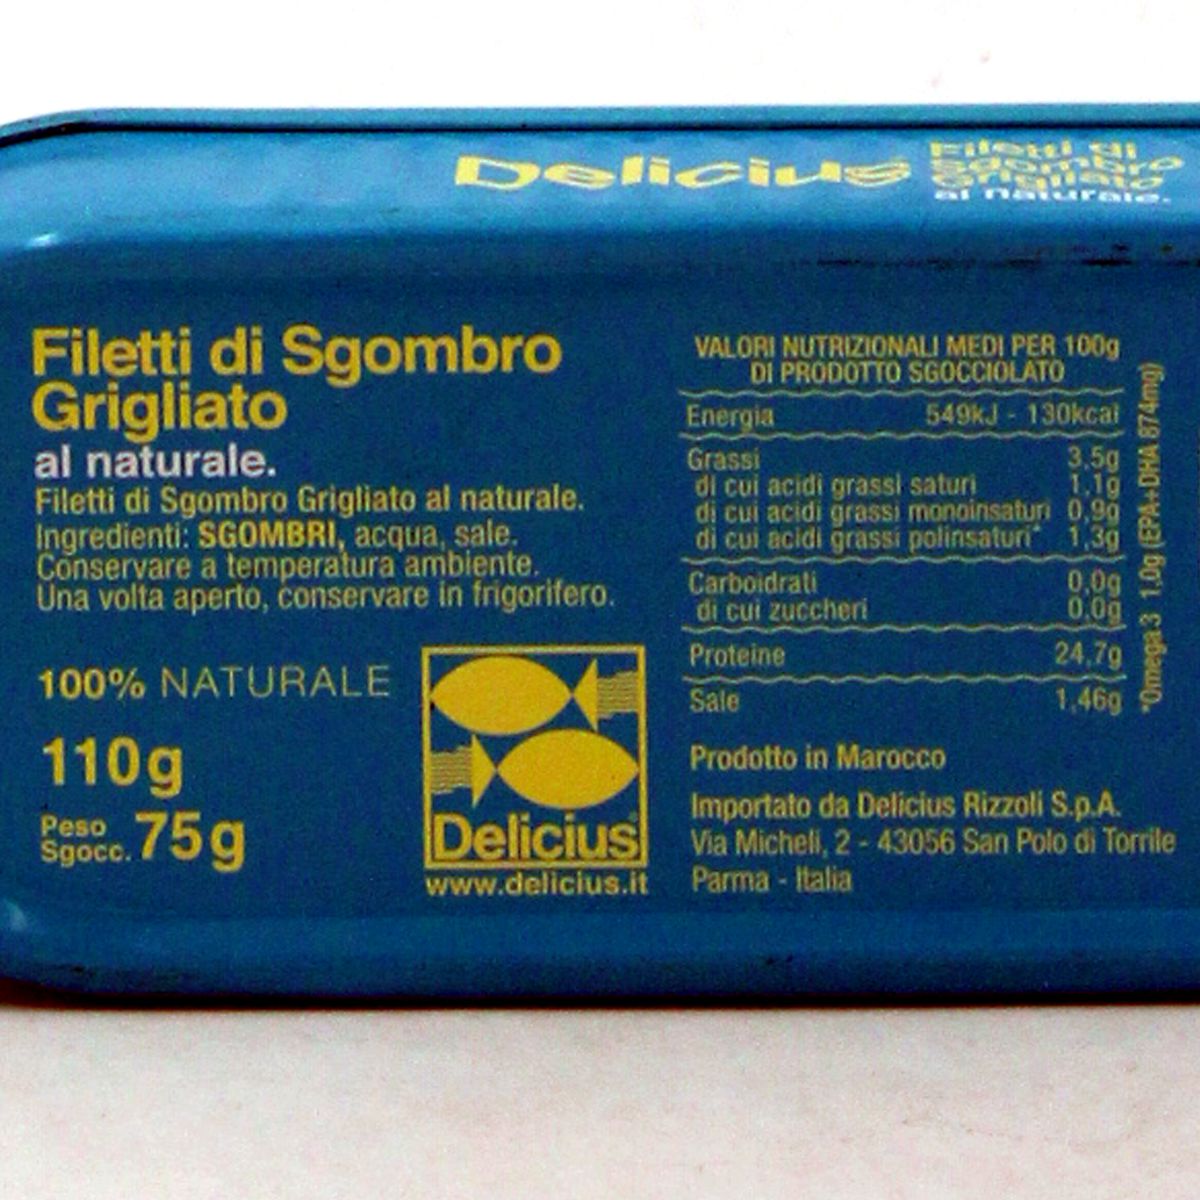 Delicius Filetti di
Sgombro
Grigliato
al naturale.
Filetti di Sgombro
Grigliato
al naturale.
Filetti di Sgombro Grigliato al naturale.
Ingredienti: SGOMBRI, acqua, sale.
Conservare a temperatura ambiente.
Una volta aperto, conservare in frigorifero.
100% NATURALE
110g
Peso
Sgocc. 75g
Delicius
www.delicius.it
VALORI NUTRIZIONALI MEDI PER 100g
DI PRODOTTO SGOCCIOLATO
Energia 549kJ - 130kcal
Grassi 3,5g
di cui acidi grassi saturi 1,1g
di cui acidi grassi monoinsaturi 0,9g
di cui acidi grassi polinsaturi* 1,3g
Carboidrati 0,0g
di cui zuccheri 0,0g
Proteine 24,7g
Sale 1,46g
*Omega 3 1,0g (EPA+DHA 874mg)
Prodotto in Marocco
Importato da Delicius Rizzoli S.p.A.
Via Micheli, 2 - 43056 San Polo di Torrile
Parma - Italia